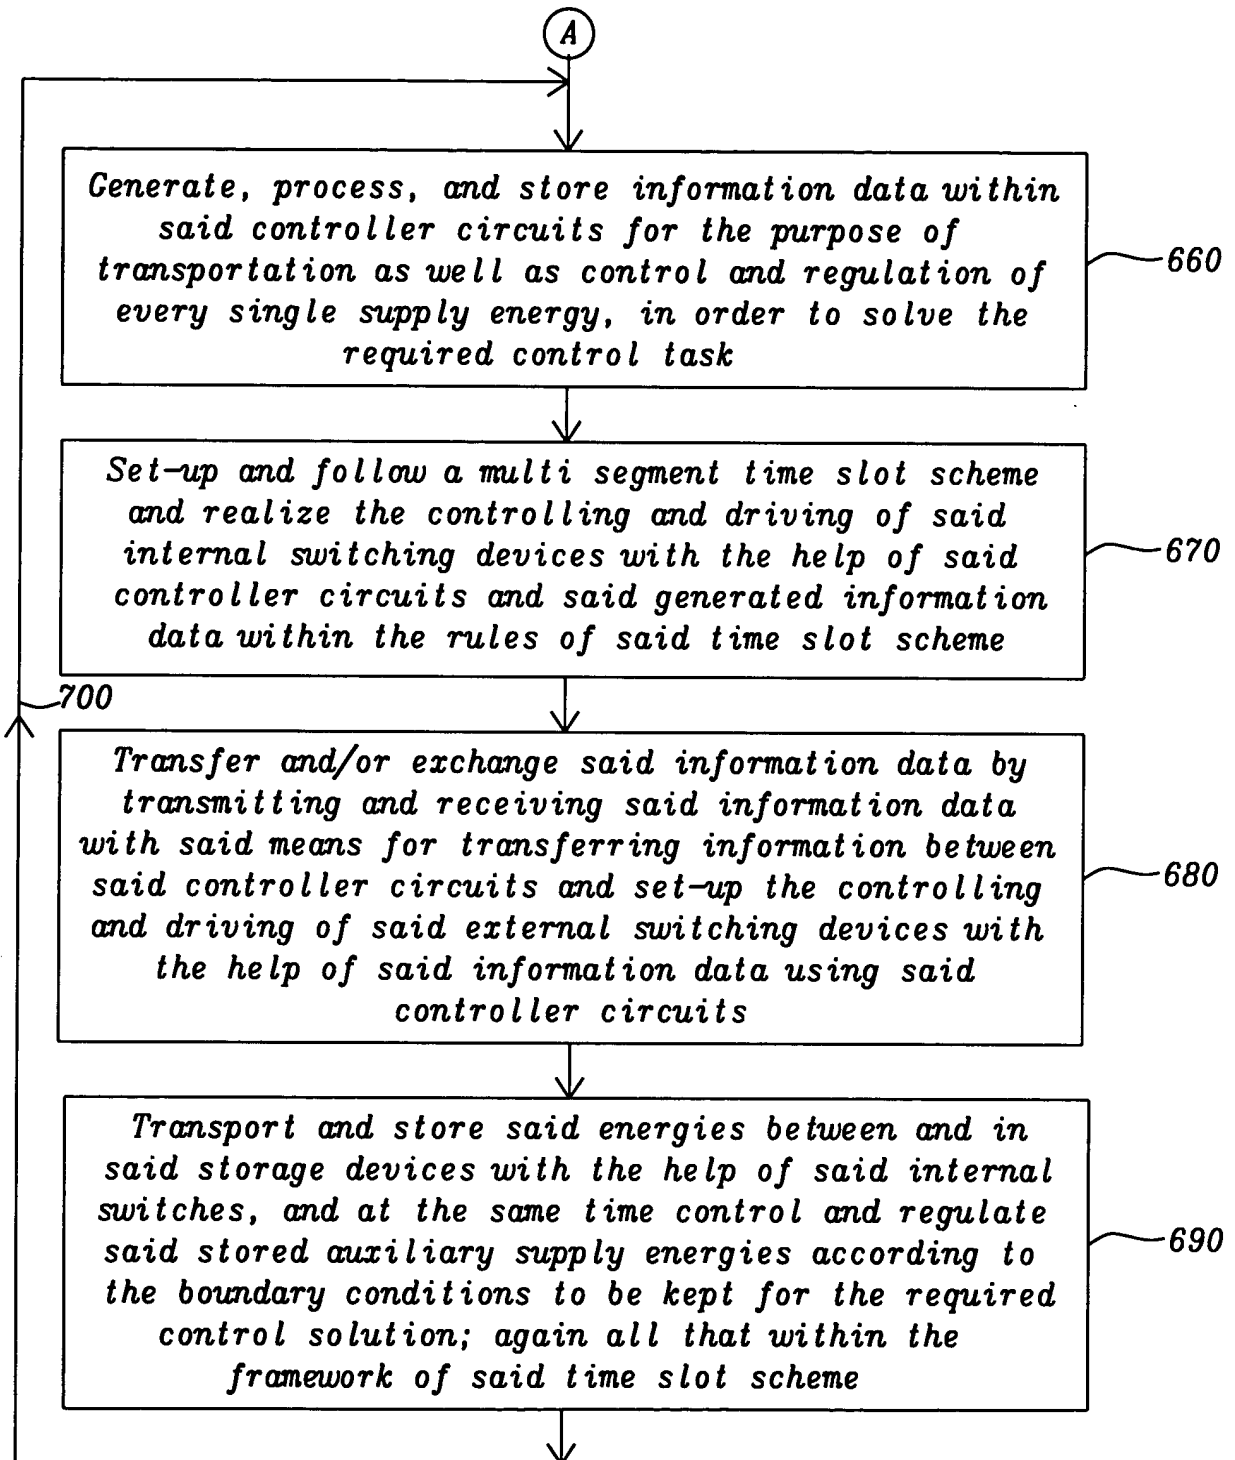 A
Generate, process, and store information data within
said controller circuits for the purpose of
transportation as well as control and regulation of
every single supply energy, in order to solve the
required control task
660
Set-up and follow a multi segment time slot scheme
and realize the controlling and driving of said
internal switching devices with the help of said
controller circuits and said generated information
data within the rules of said time slot scheme
670
700
Transfer and/or exchange said information data by
transmitting and receiving said information data
with said means for transferring information between
said controller circuits and set-up the controlling
and driving of said external switching devices with
the help of said information data using said
controller circuits
680
Transport and store said energies between and in
said storage devices with the help of said internal
switches, and at the same time control and regulate
said stored auxiliary supply energies according to
the boundary conditions to be kept for the required
control solution; again all that within the
framework of said time slot scheme
690